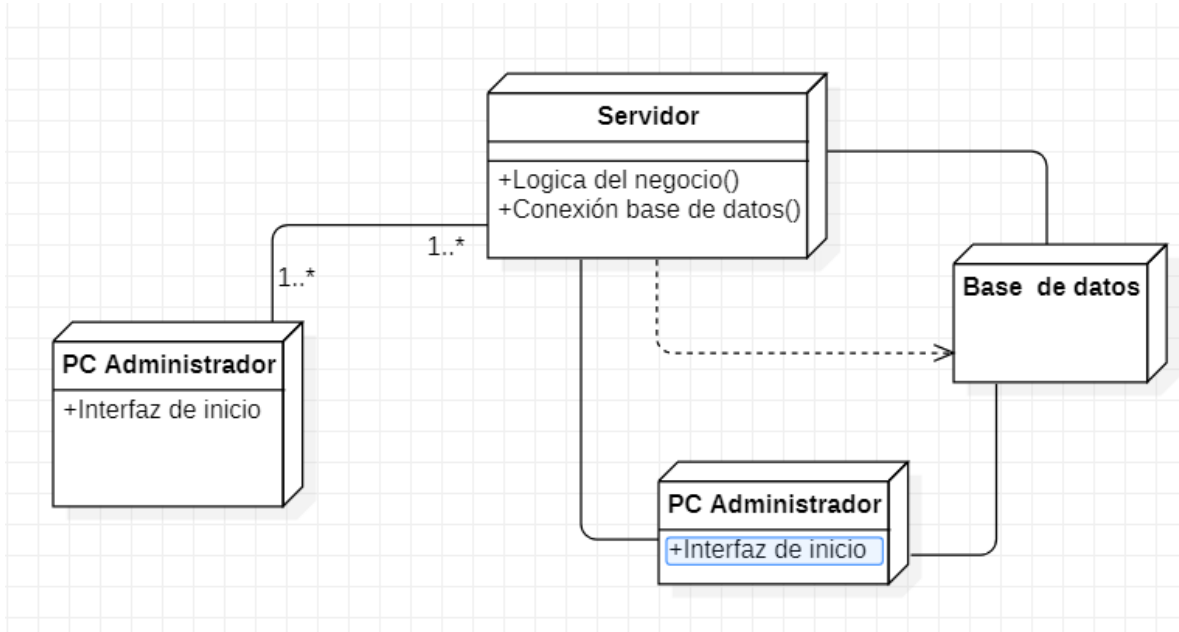 Servidor
+Logica del negocio()
+Conexión base de datos()
1..*
1..*
Base de datos
PC Administrador
+Interfaz de inicio
PC Administrador
+Interfaz de inicio